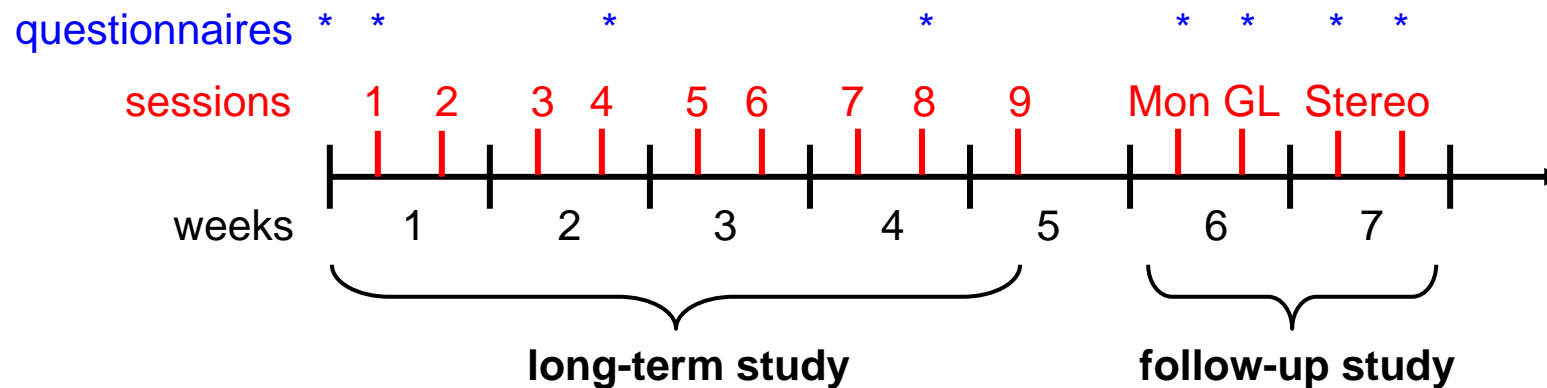 questionnaires * * * * * * * *
sessions 1 2 3 4 5 6 7 8 9 Mon GL Stereo
weeks 1 2 3 4 5 6 7
long-term study follow-up study